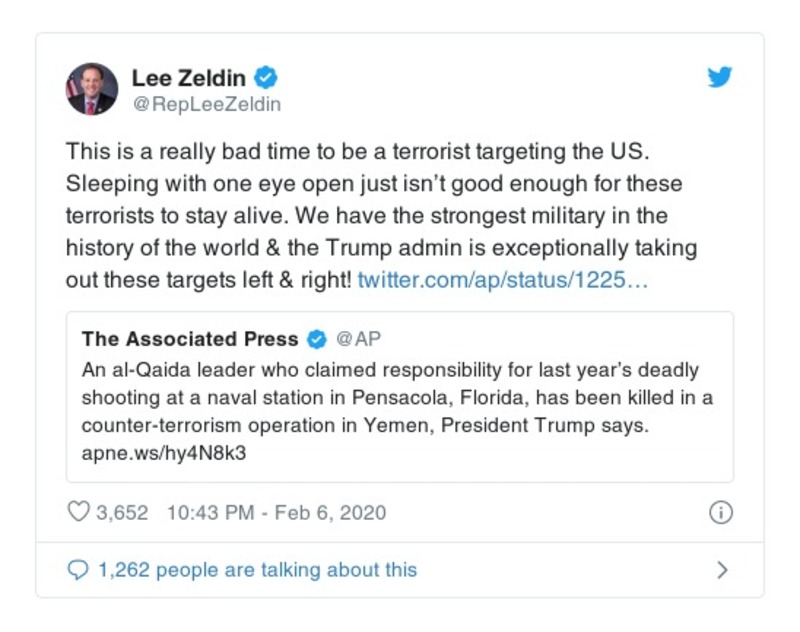 Lee Zeldin
@RepLeeZeldin
This is a really bad time to be a terrorist targeting the US.
Sleeping with one eye open just isn’t good enough for these
terrorists to stay alive. We have the strongest military in the
history of the world & the Trump admin is exceptionally taking
out these targets left & right! twitter.com/ap/status/1225…
The Associated Press @AP
An al-Qaida leader who claimed responsibility for last year’s deadly
shooting at a naval station in Pensacola, Florida, has been killed in a
counter-terrorism operation in Yemen, President Trump says.
apne.ws/hy4N8k3
3,652 10:43 PM - Feb 6, 2020
1,262 people are talking about this